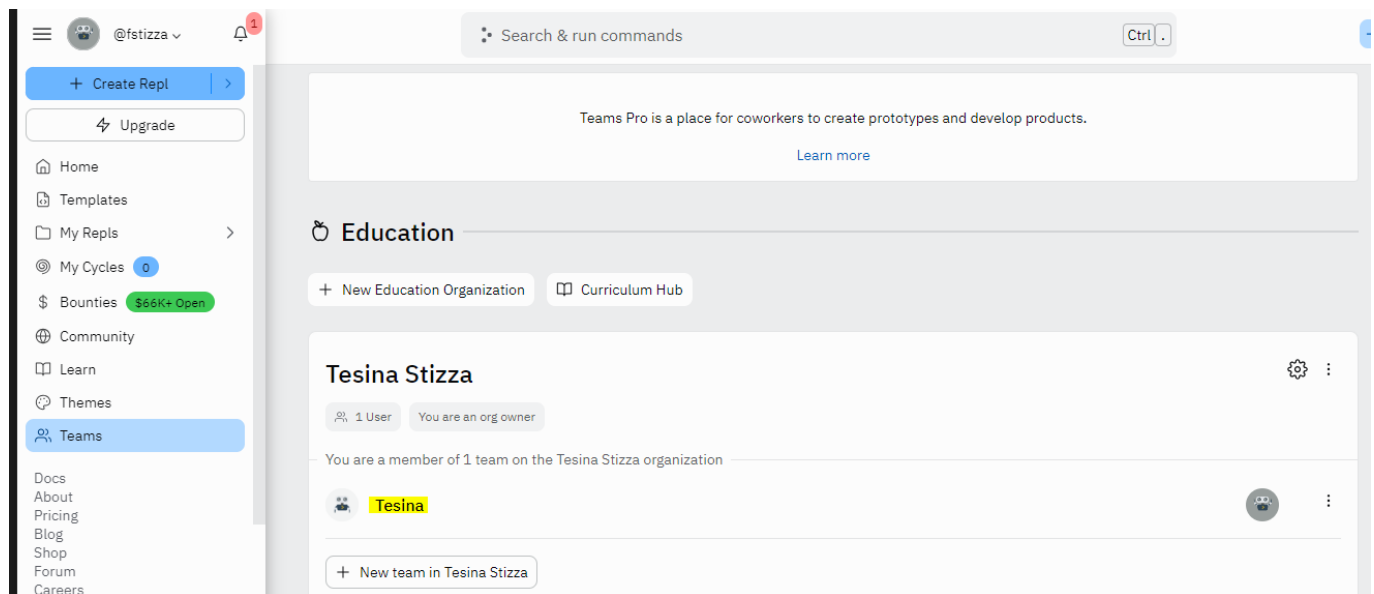 @fstizza
1
Search & run commands
Ctrl .
+ Create Repl
Upgrade
Home
Templates
My Repls
My Cycles 0
$ Bounties $66K+ Open
Community
Learn
Themes
Teams
Docs
About
Pricing
Blog
Shop
Forum
Careers
Teams Pro is a place for coworkers to create prototypes and develop products.
Learn more
Education
+ New Education Organization
Curriculum Hub
Tesina Stizza
1 User
You are an org owner
You are a member of 1 team on the Tesina Stizza organization
Tesina
+ New team in Tesina Stizza